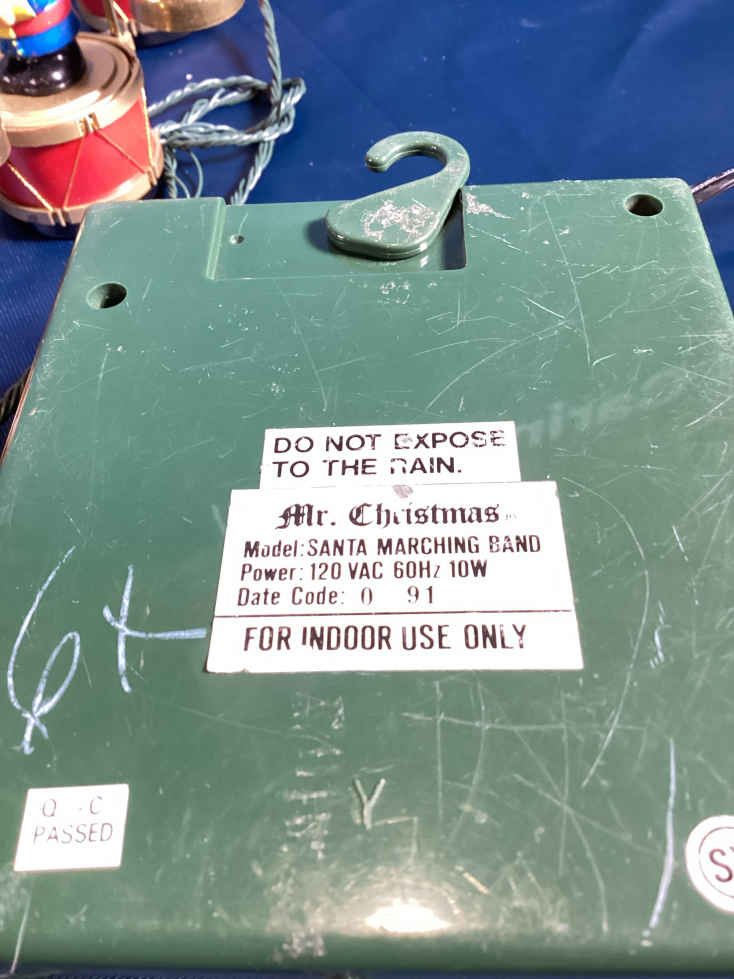 DO NOT EXPOSE
TO THE RAIN.
Mr. Christmas
Model: SANTA MARCHING BAND
Power: 120 VAC 60Hz 10W
Date Code: 0 91
FOR INDOOR USE ONLY
Q C
PASSED